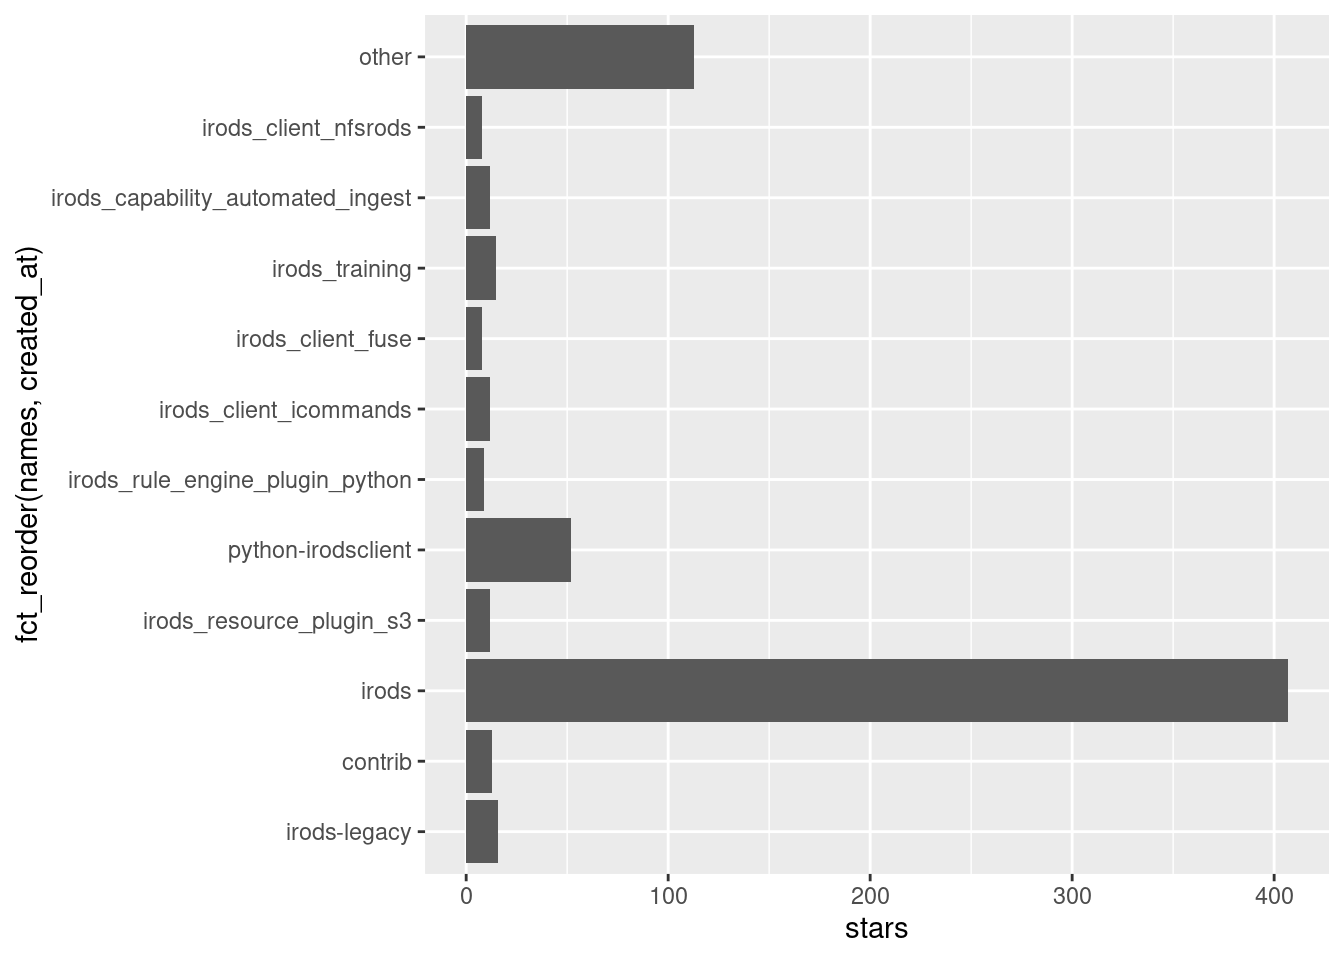 other
irods_client_nfsrods
irods_capability_automated_ingest
irods_training
irods_client_fuse
irods_client_icommands
irods_rule_engine_plugin_python
python-irodsclient
irods_resource_plugin_s3
irods
contrib
irods-legacy
fct_reorder(names, created_at)
0 100 200 300 400
stars